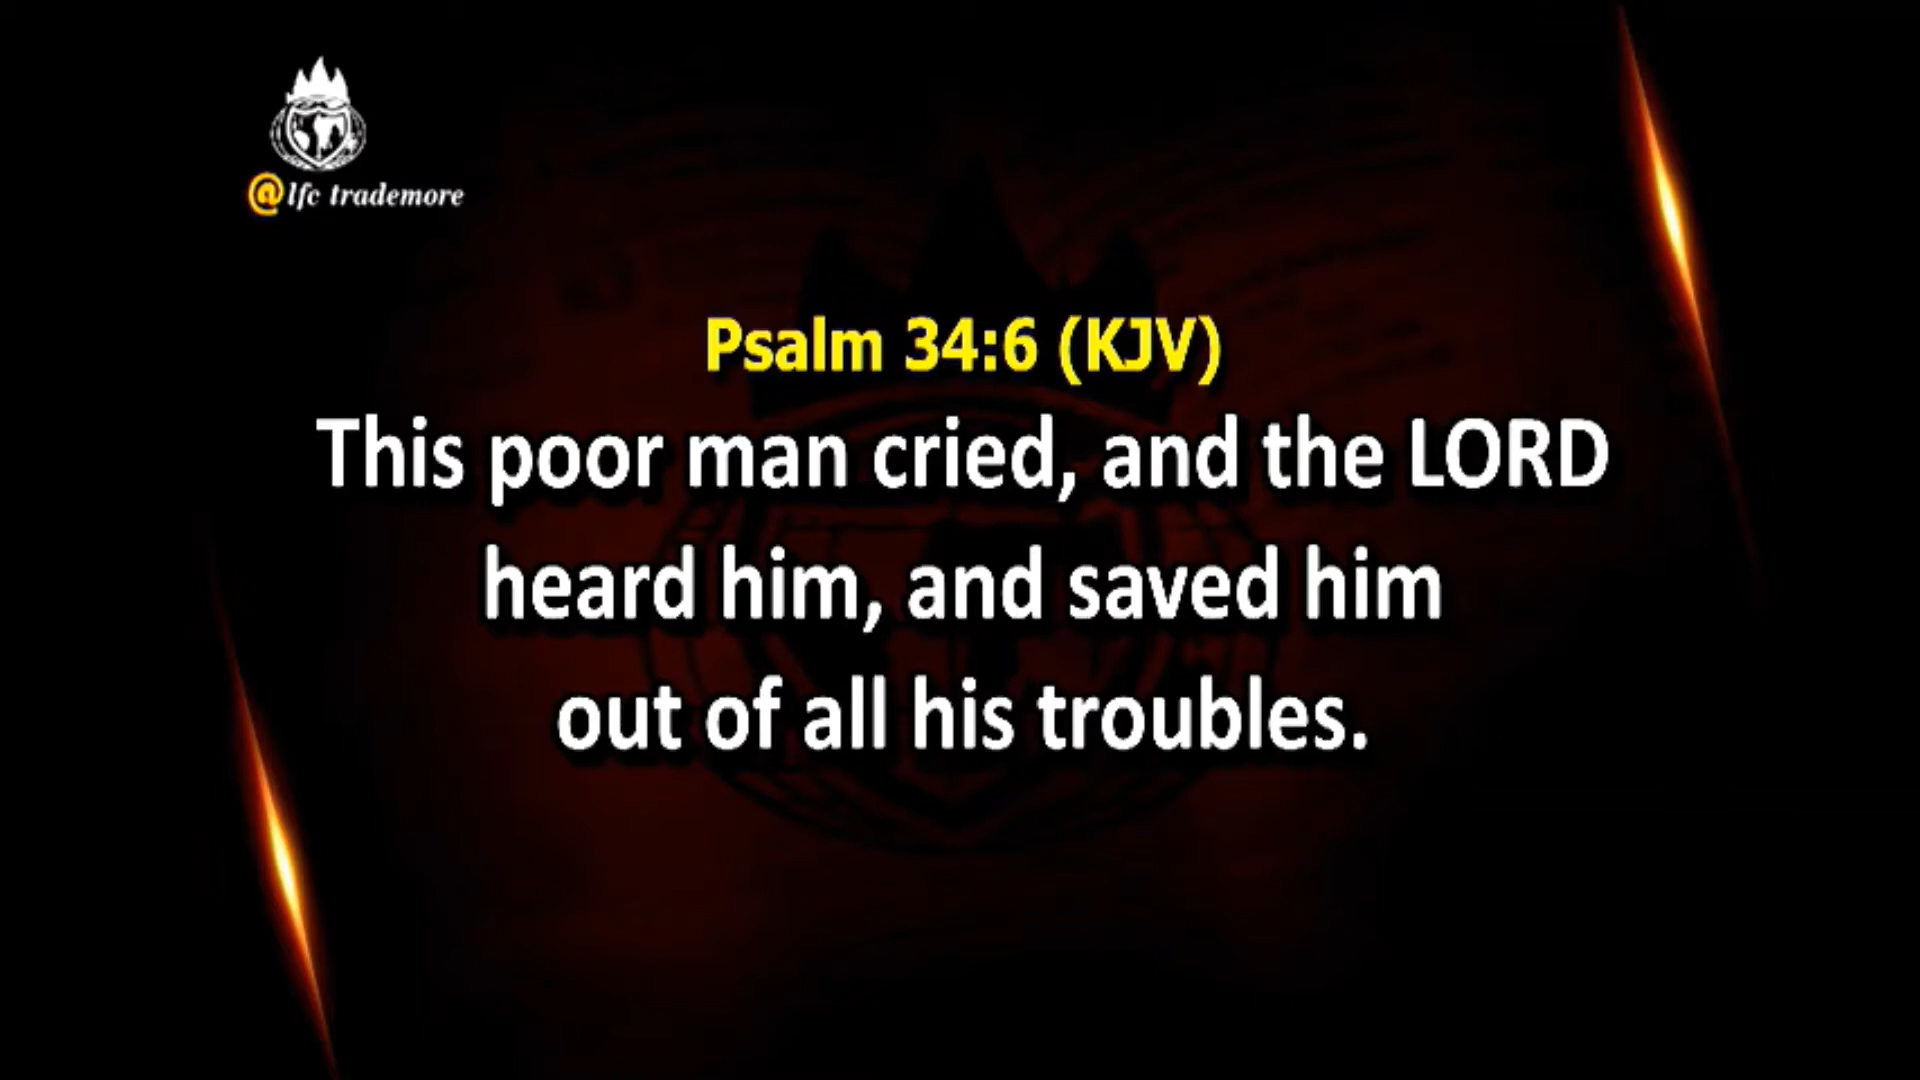 @lfc trademore
Psalm 34:6 (KJV)
This poor man cried, and the LORD
heard him, and saved him
out of all his troubles.